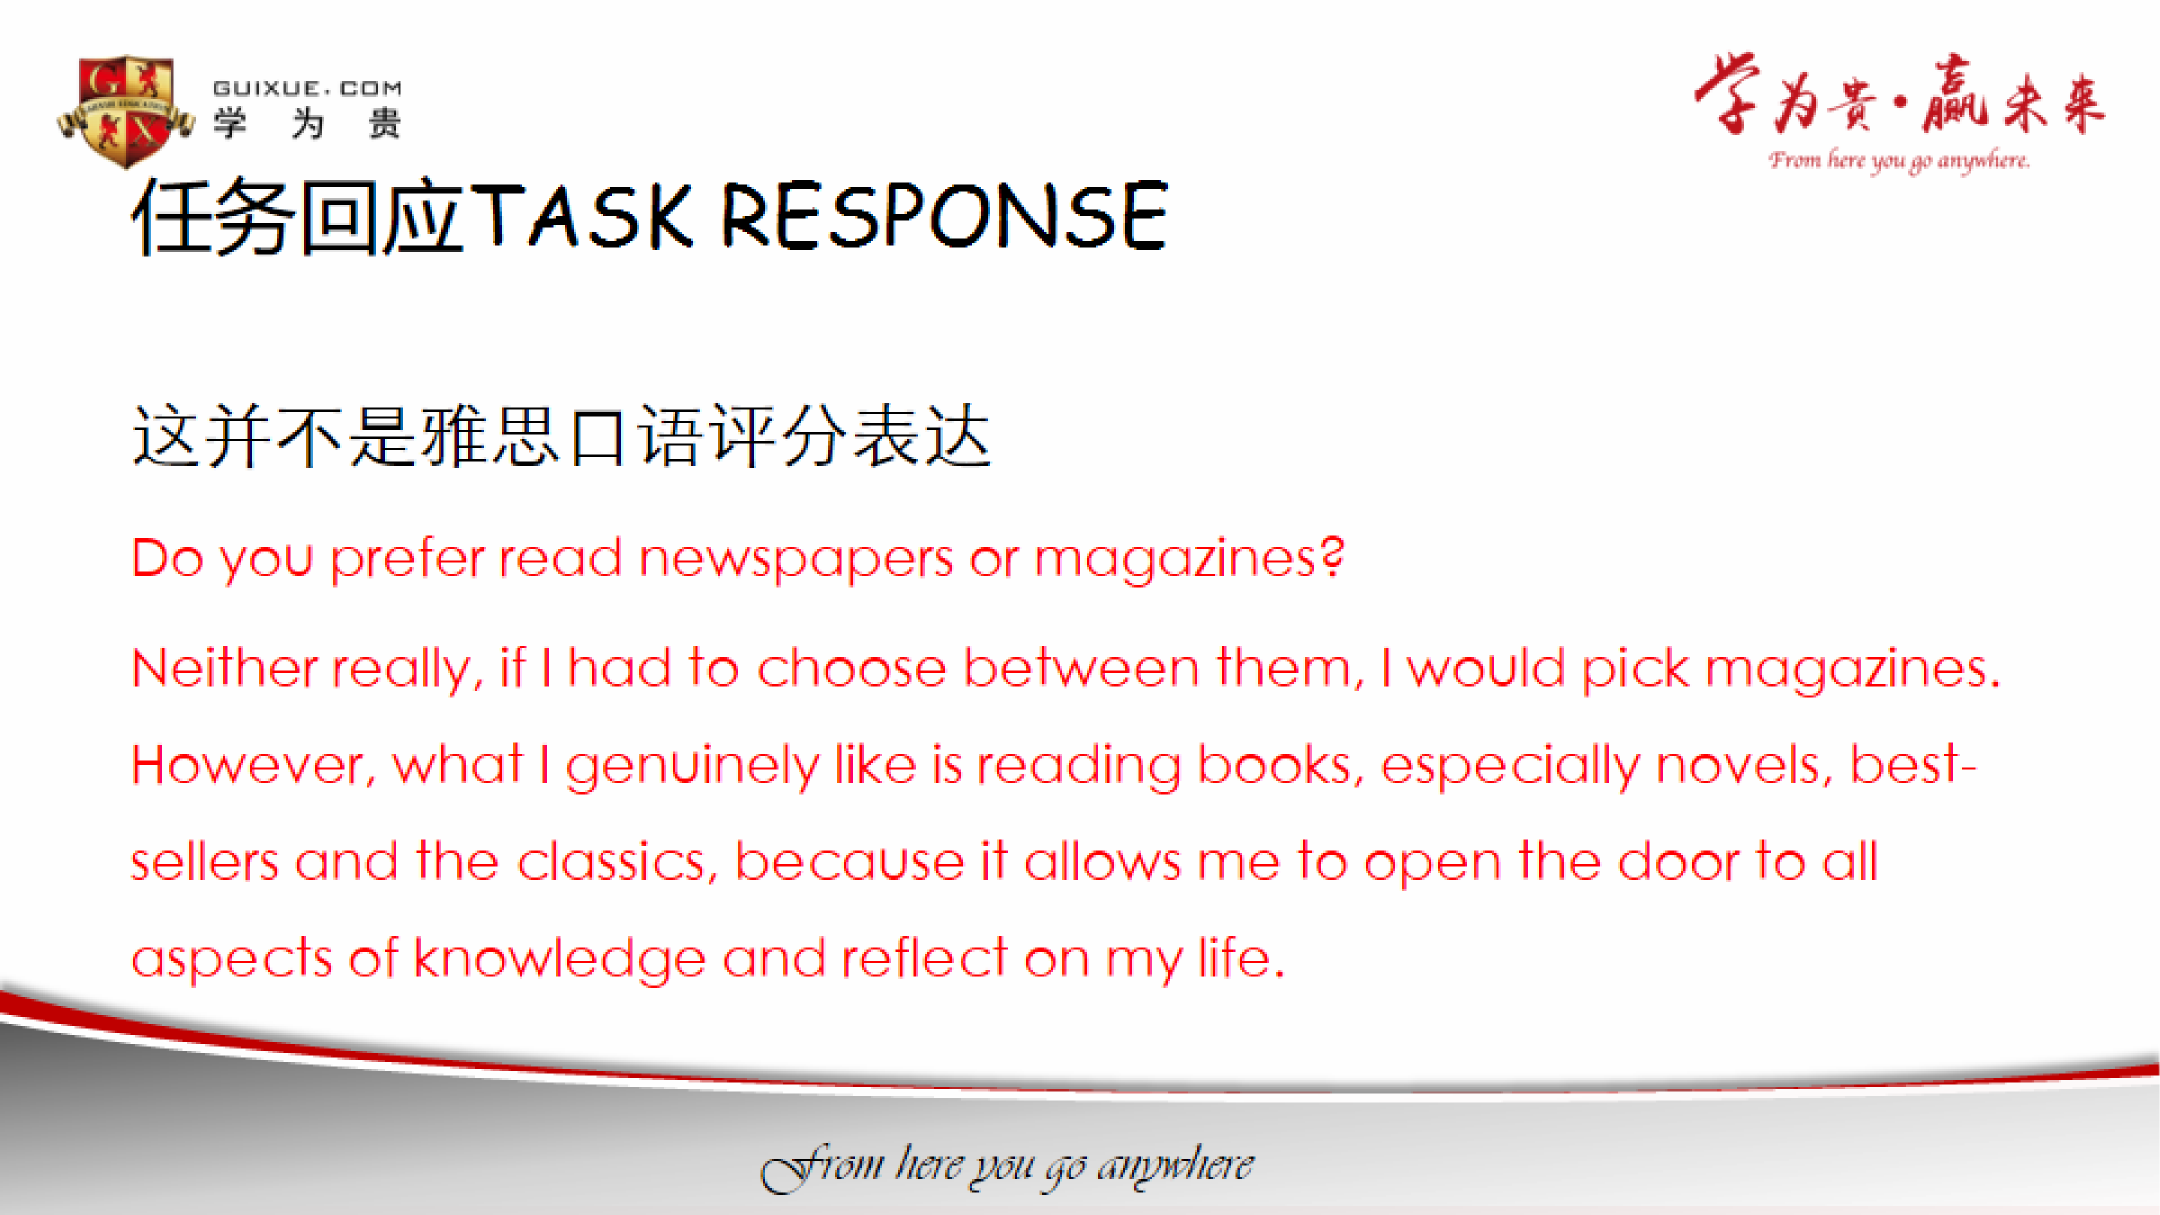 GUIXUE.COM
学为贵
学为贵·赢未来
From here you go anywhere.
任务回应TASK RESPONSE
这并不是雅思口语评分表达
Do you prefer read newspapers or magazines?
Neither really, if I had to choose between them, I would pick magazines.
However, what I genuinely like is reading books, especially novels, best-
sellers and the classics, because it allows me to open the door to all
aspects of knowledge and reflect on my life.
From here you go anywhere